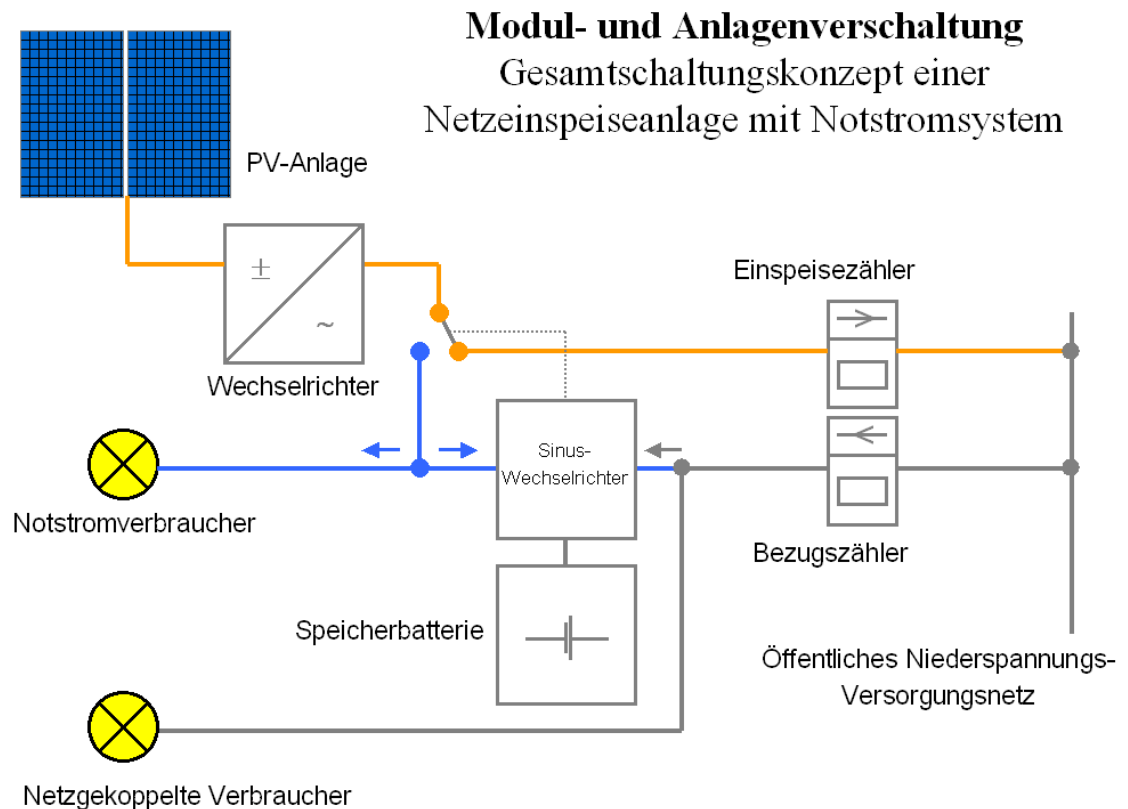 Modul- und Anlagenverschaltung
Gesamtschaltungskonzept einer
Netzeinspeiseanlage mit Notstromsystem
PV-Anlage
±
~
Wechselrichter
Einspeisezähler
Sinus-
Wechselrichter
Notstromverbraucher
Bezugszähler
Speicherbatterie
Öffentliches Niederspannungs-
Versorgungsnetz
Netzgekoppelte Verbraucher